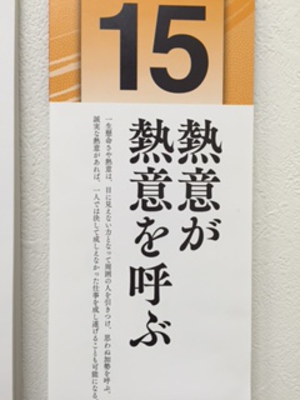 15
熱意が
熱意を呼ぶ
一生懸命さや熱意は、目に見えない力となって周囲の人を引きつけ、思わぬ加勢を呼ぶ。
誠実な熱意があれば、一人では決して成しえなかった仕事を成し遂げることも可能になる。